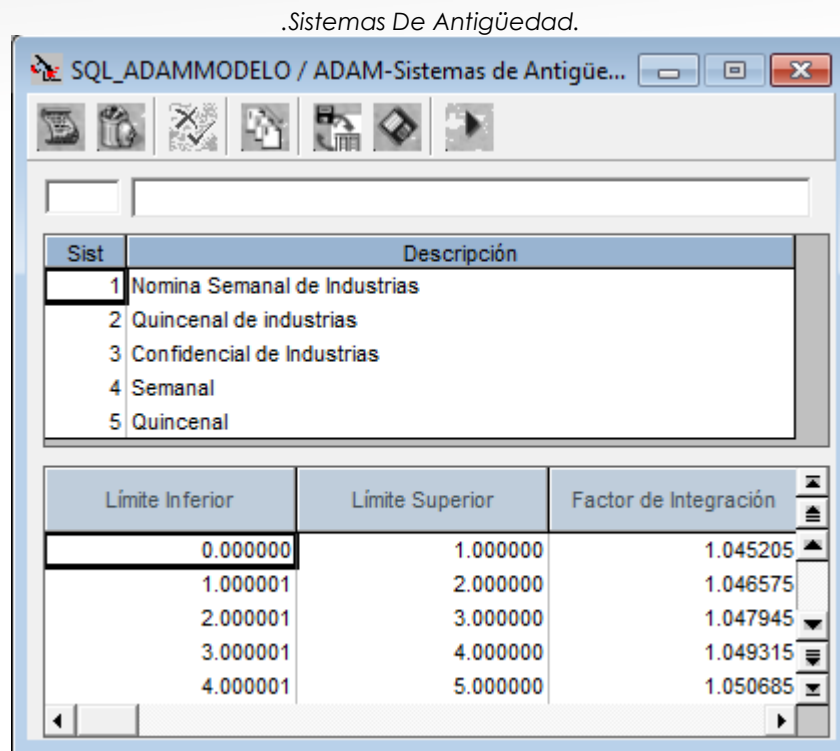 .Sistemas De Antigüedad.
SQL_ADAMMODELO / ADAM-Sistemas de Antigüe...
Sist Descripción
1 Nomina Semanal de Industrias
2 Quincenal de industrias
3 Confidencial de Industrias
4 Semanal
5 Quincenal
Límite Inferior Límite Superior Factor de Integración
0.000000 1.000000 1.045205
1.000001 2.000000 1.046575
2.000001 3.000000 1.047945
3.000001 4.000000 1.049315
4.000001 5.000000 1.050685